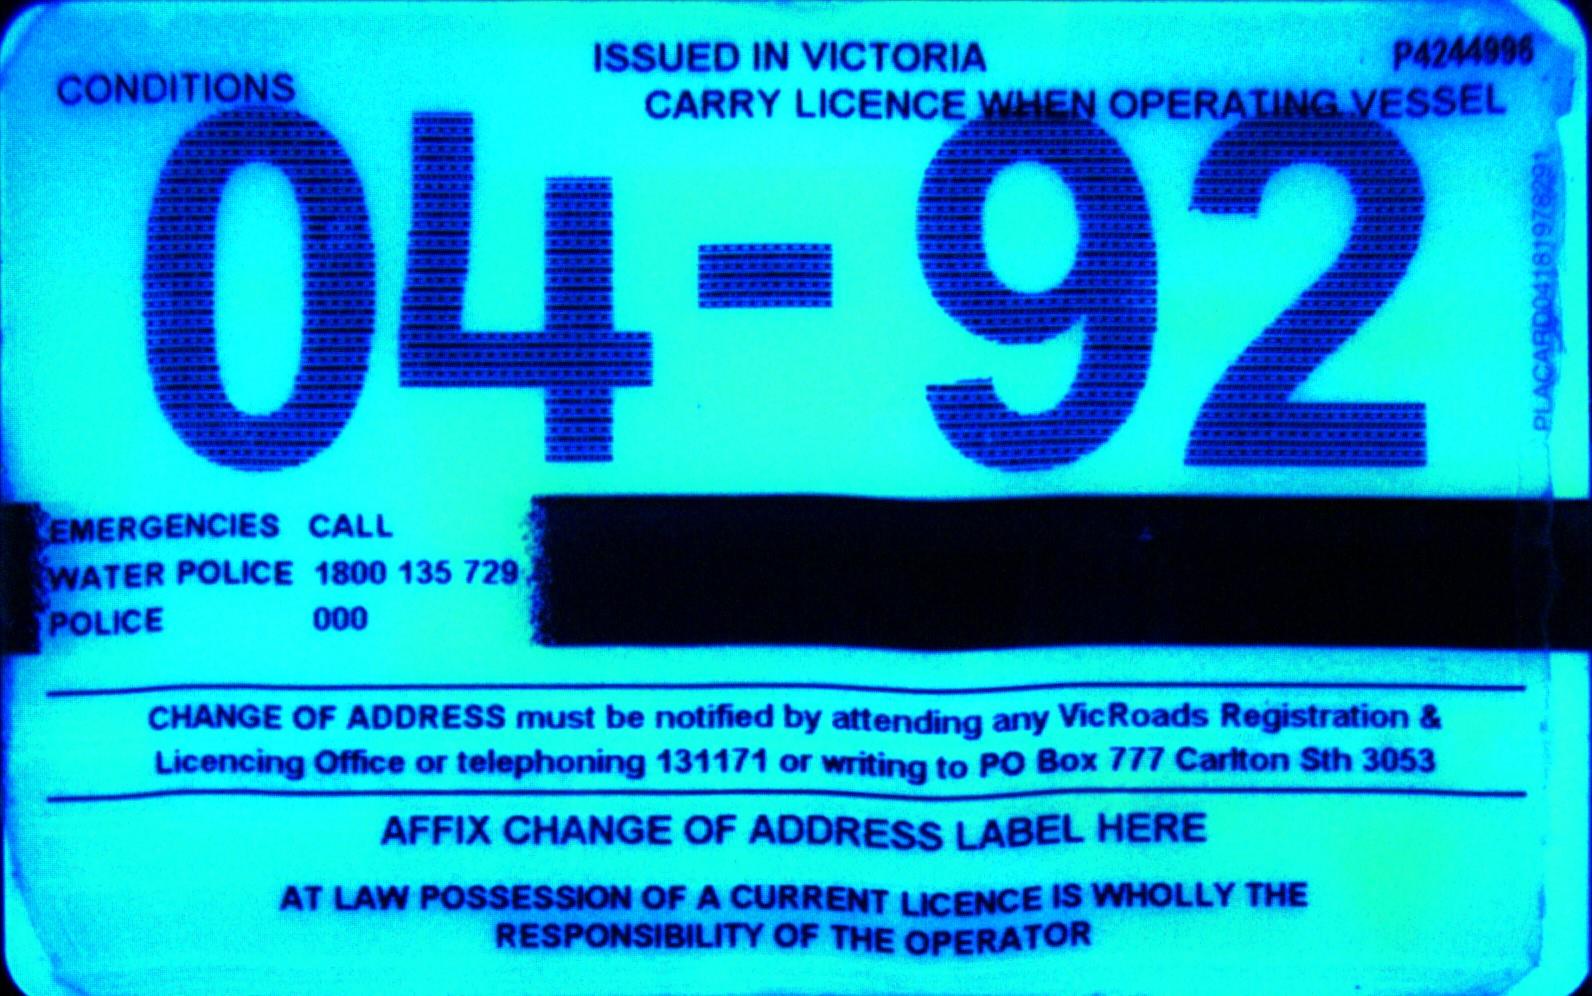 ISSUED IN VICTORIA
P4244996
CONDITIONS
CARRY LICENCE WHEN OPERATING VESSEL
04-92
PLACARD04181978291
EMERGENCIES CALL
WATER POLICE 1800 135 729
POLICE 000
CHANGE OF ADDRESS must be notified by attending any VicRoads Registration &
Licencing Office or telephoning 131171 or writing to PO Box 777 Carlton Sth 3053
AFFIX CHANGE OF ADDRESS LABEL HERE
AT LAW POSSESSION OF A CURRENT LICENCE IS WHOLLY THE
RESPONSIBILITY OF THE OPERATOR